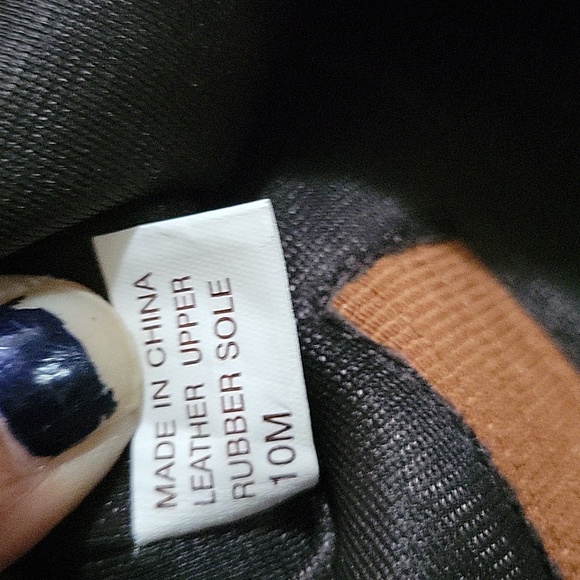 MADE IN CHINA
LEATHER UPPER
RUBBER SOLE
10M